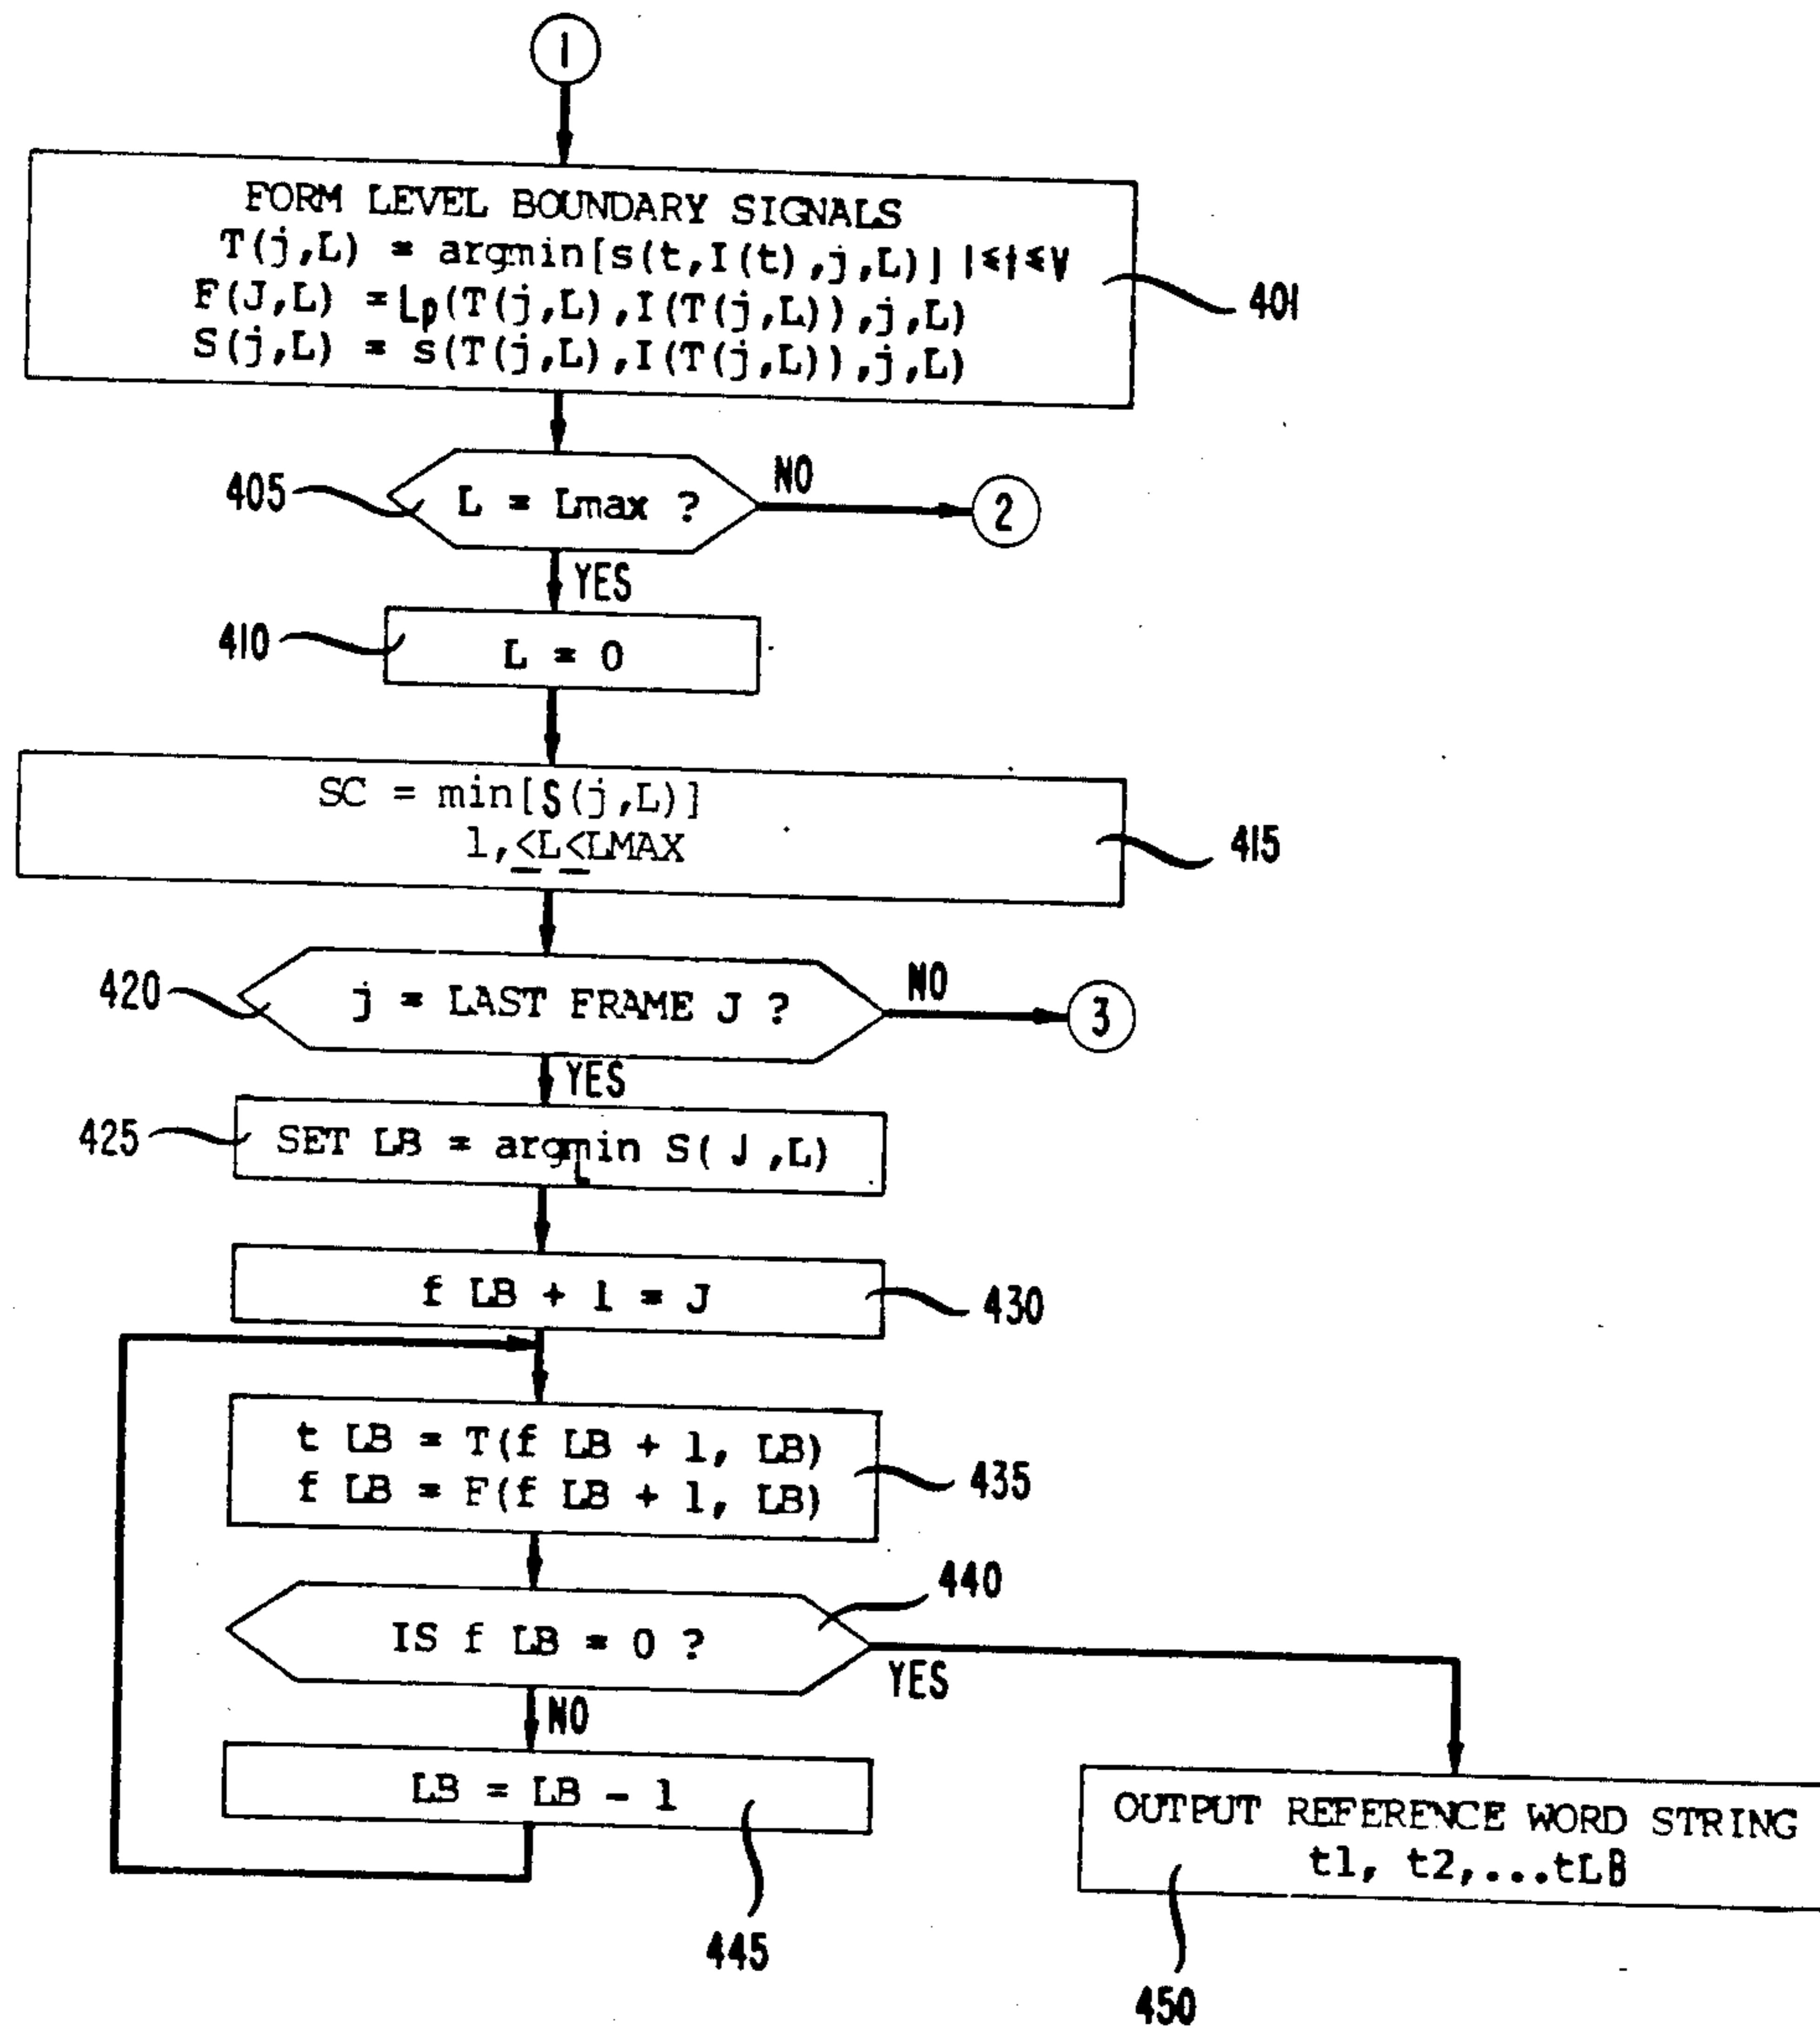 1
FORM LEVEL BOUNDARY SIGNALS
T(j,L) = argmin[s(t,I(t),j,L)] 1≤t≤V
F(J,L) = Lp(T(j,L),I(T(j,L)),j,L)
S(j,L) = s(T(j,L),I(T(j,L)),j,L)
401
405
L = Lmax ?
NO
2
YES
410
L = 0
SC = min[S(j,L)]
1,≤L≤LMAX
415
420
j = LAST FRAME J ?
NO
3
YES
425
SET LB = argmin S( J ,L)
L
f LB + 1 = J
430
t LB = T(f LB + 1, LB)
f LB = F(f LB + 1, LB)
435
440
IS f LB = 0 ?
YES
NO
LB = LB - 1
445
OUTPUT REFERENCE WORD STRING
t1, t2,...tLB
450